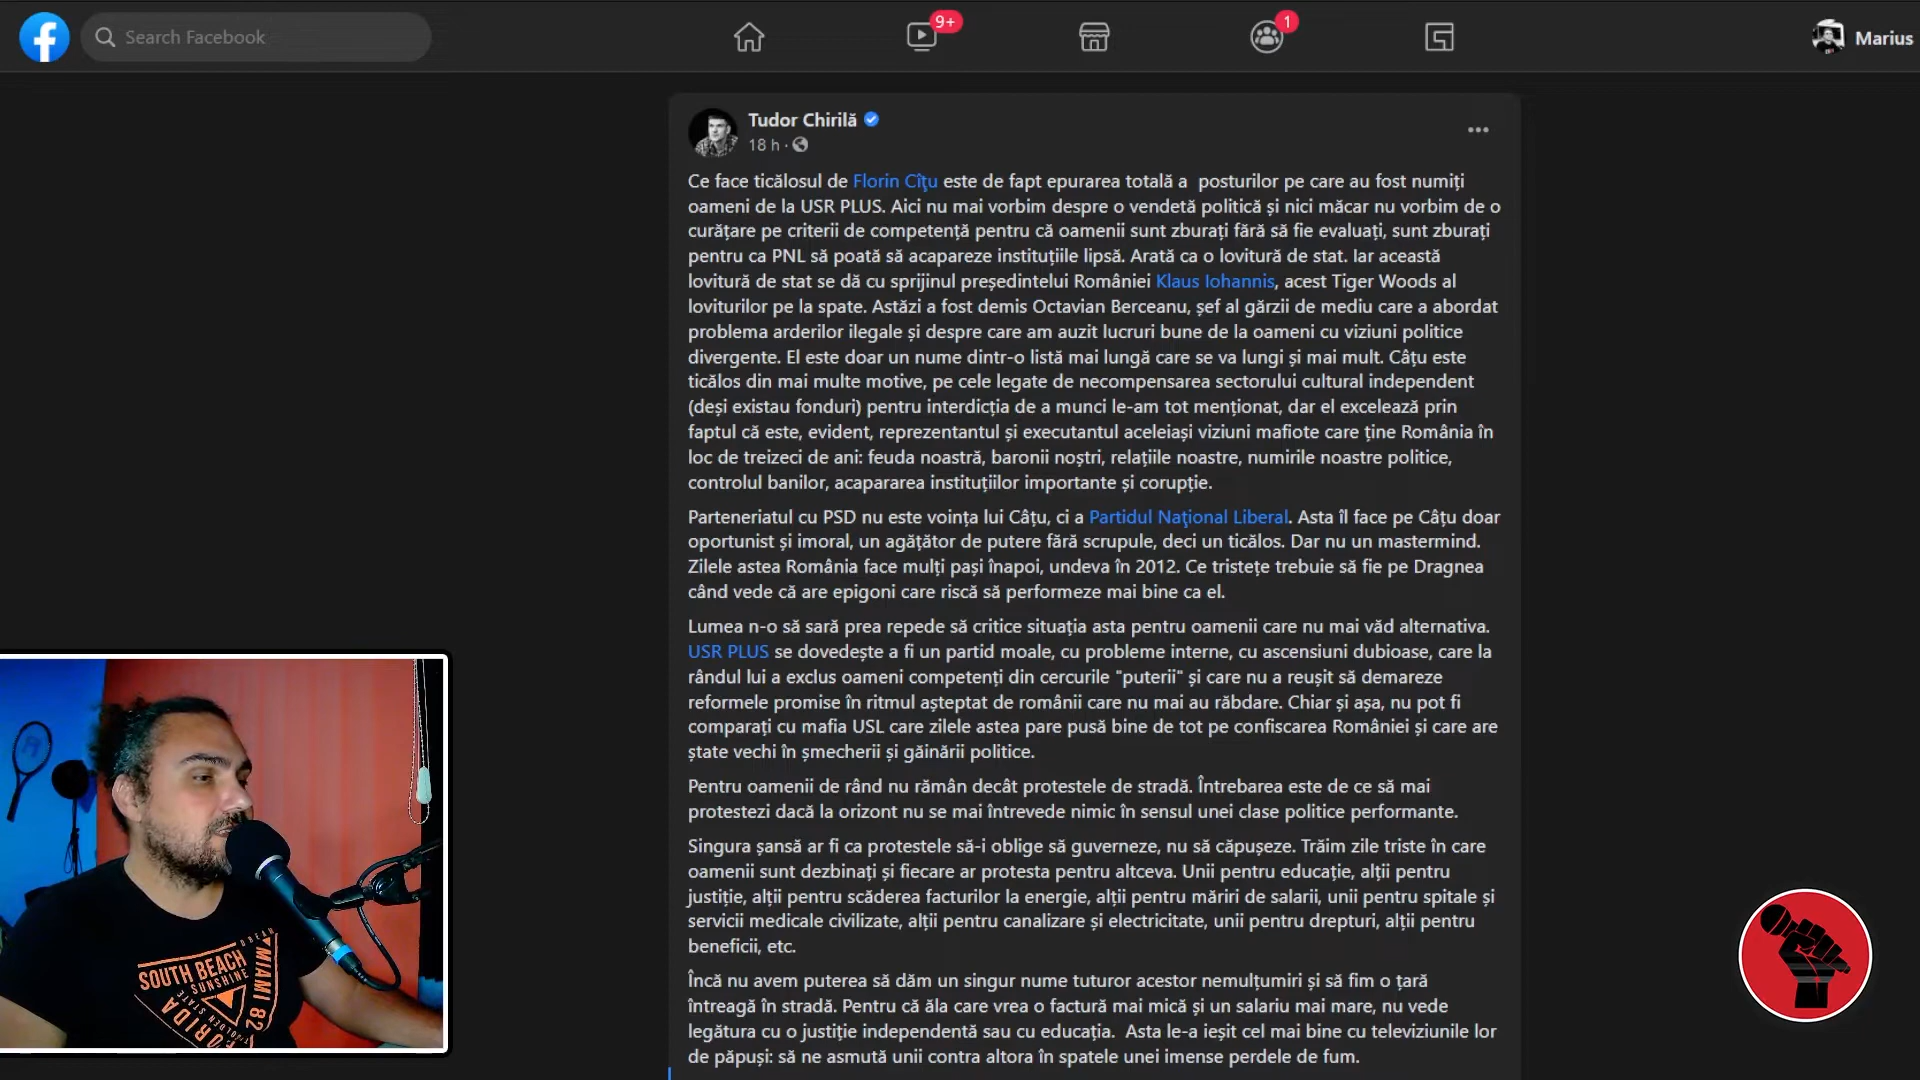 Search Facebook
9+
1
Marius
Tudor Chirilă
18 h ·
Ce face ticălosul de Florin Cîţu este de fapt epurarea totală a  posturilor pe care au fost numiți
oameni de la USR PLUS. Aici nu mai vorbim despre o vendetă politică și nici măcar nu vorbim de o
curățare pe criterii de competență pentru că oamenii sunt zburați fără să fie evaluați, sunt zburați
pentru ca PNL să poată să acapareze instituțiile lipsă. Arată ca o lovitură de stat. Iar această
lovitură de stat se dă cu sprijinul președintelui României Klaus Iohannis, acest Tiger Woods al
loviturilor pe la spate. Astăzi a fost demis Octavian Berceanu, șef al gărzii de mediu care a abordat
problema arderilor ilegale și despre care am auzit lucruri bune de la oameni cu viziuni politice
divergente. El este doar un nume dintr-o listă mai lungă care se va lungi și mai mult. Câțu este
ticălos din mai multe motive, pe cele legate de necompensarea sectorului cultural independent
(deși existau fonduri) pentru interdicția de a munci le-am tot menționat, dar el excelează prin
faptul că este, evident, reprezentantul și executantul aceleiași viziuni mafiote care ține România în
loc de treizeci de ani: feuda noastră, baronii noștri, relațiile noastre, numirile noastre politice,
controlul banilor, acapararea instituțiilor importante și corupție.
Parteneriatul cu PSD nu este voința lui Câțu, ci a Partidul Naţional Liberal. Asta îl face pe Câțu doar
oportunist și imoral, un agățător de putere fără scrupule, deci un ticălos. Dar nu un mastermind.
Zilele astea România face mulți pași înapoi, undeva în 2012. Ce tristețe trebuie să fie pe Dragnea
când vede că are epigoni care riscă să performeze mai bine ca el.
Lumea n-o să sară prea repede să critice situația asta pentru oamenii care nu mai văd alternativa.
USR PLUS se dovedește a fi un partid moale, cu probleme interne, cu ascensiuni dubioase, care la
rândul lui a exclus oameni competenți din cercurile "puterii" și care nu a reușit să demareze
reformele promise în ritmul așteptat de românii care nu mai au răbdare. Chiar și așa, nu pot fi
comparați cu mafia USL care zilele astea pare pusă bine de tot pe confiscarea României și care are
ștate vechi în șmecherii și găinării politice.
Pentru oamenii de rând nu rămân decât protestele de stradă. Întrebarea este de ce să mai
protestezi dacă la orizont nu se mai întrevede nimic în sensul unei clase politice performante.
Singura șansă ar fi ca protestele să-i oblige să guverneze, nu să căpușeze. Trăim zile triste în care
oamenii sunt dezbinați și fiecare ar protesta pentru altceva. Unii pentru educație, alții pentru
justiție, alții pentru scăderea facturilor la energie, alții pentru măriri de salarii, unii pentru spitale și
servicii medicale civilizate, alții pentru canalizare și electricitate, unii pentru drepturi, alții pentru
beneficii, etc.
Încă nu avem puterea să dăm un singur nume tuturor acestor nemulțumiri și să fim o țară
întreagă în stradă. Pentru că ăla care vrea o factură mai mică și un salariu mai mare, nu vede
legătura cu o justiție independentă sau cu educația.  Asta le-a ieșit cel mai bine cu televiziunile lor
de păpuși: să ne asmută unii contra altora în spatele unei imense perdele de fum.
SOUTH BEACH
SUNSHINE
MIAMI 82
FLORIDA
GOLDEN STATE